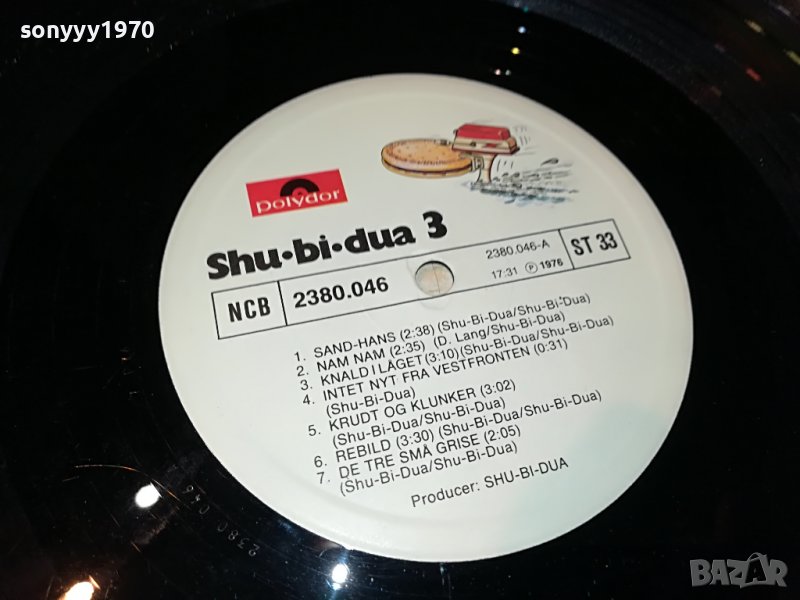 sonyyy1970
polydor
Shu•bi•dua 3
NCB 2380.046 2380.046-A ST 33
17:31 ℗ 1976
1. SAND-HANS (2:38) (Shu-Bi-Dua/Shu-Bi-Dua)
2. NAM NAM (2:35) (D. Lang/Shu-Bi-Dua)
3. KNALD I LÅGET (3:10) (Shu-Bi-Dua/Shu-Bi-Dua)
4. INTET NYT FRA VESTFRONTEN (0:31)
(Shu-Bi-Dua)
5. KRUDT OG KLUNKER (3:02)
(Shu-Bi-Dua/Shu-Bi-Dua)
6. REBILD (3:30) (Shu-Bi-Dua/Shu-Bi-Dua)
7. DE TRE SMÅ GRISE (2:05)
(Shu-Bi-Dua/Shu-Bi-Dua)
Producer: SHU-BI-DUA
2380 046
BAZAR